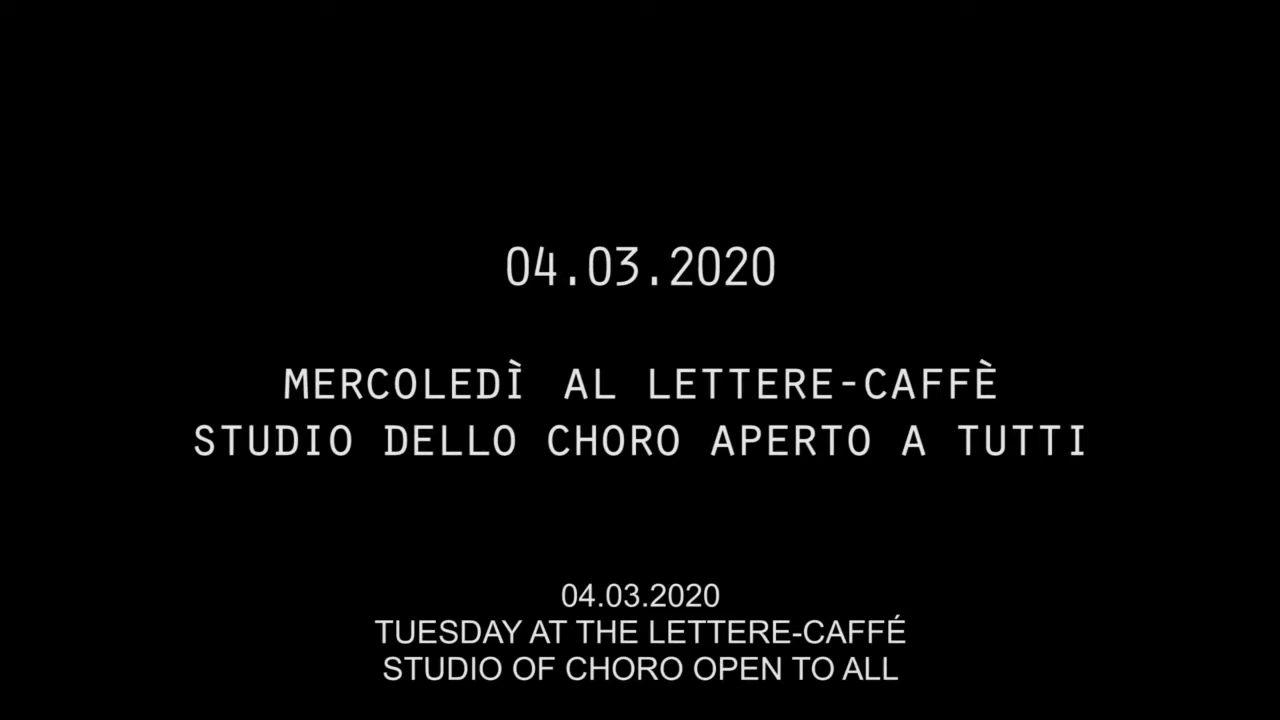 04.03.2020
MERCOLEDÌ AL LETTERE-CAFFÈ
STUDIO DELLO CHORO APERTO A TUTTI
04.03.2020
TUESDAY AT THE LETTERE-CAFFÉ
STUDIO OF CHORO OPEN TO ALL